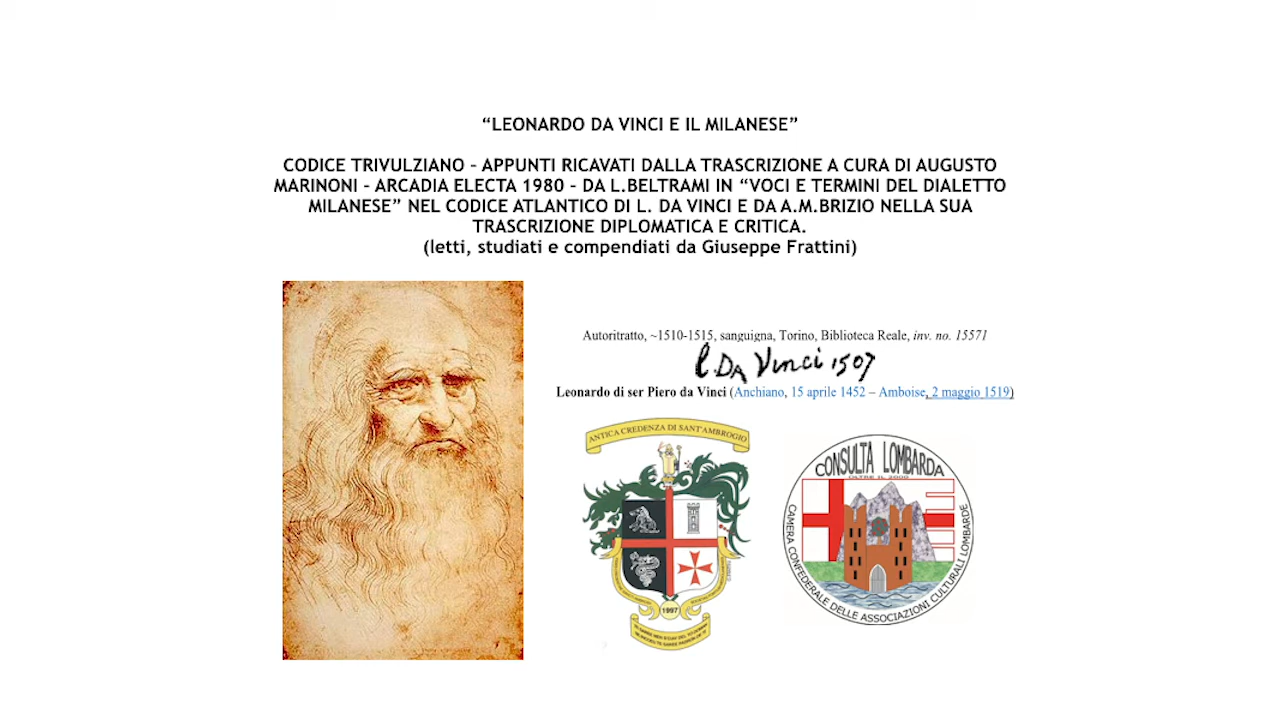 “LEONARDO DA VINCI E IL MILANESE”
CODICE TRIVULZIANO – APPUNTI RICAVATI DALLA TRASCRIZIONE A CURA DI AUGUSTO
MARINONI – ARCADIA ELECTA 1980 – DA L.BELTRAMI IN “VOCI E TERMINI DEL DIALETTO
MILANESE” NEL CODICE ATLANTICO DI L. DA VINCI E DA A.M.BRIZIO NELLA SUA
TRASCRIZIONE DIPLOMATICA E CRITICA.
(letti, studiati e compendiati da Giuseppe Frattini)
Autoritratto, ~1510-1515, sanguigna, Torino, Biblioteca Reale, inv. no. 15571
l DA Vinci 1507
Leonardo di ser Piero da Vinci (Anchiano, 15 aprile 1452 – Amboise, 2 maggio 1519)
ANTICA CREDENZA DI SANT'AMBROGIO
1997
CONSULTA LOMBARDA
OLTRE IL 2000
CAMERA CONFEDERALE DELLE ASSOCIAZIONI CULTURALI LOMBARDE